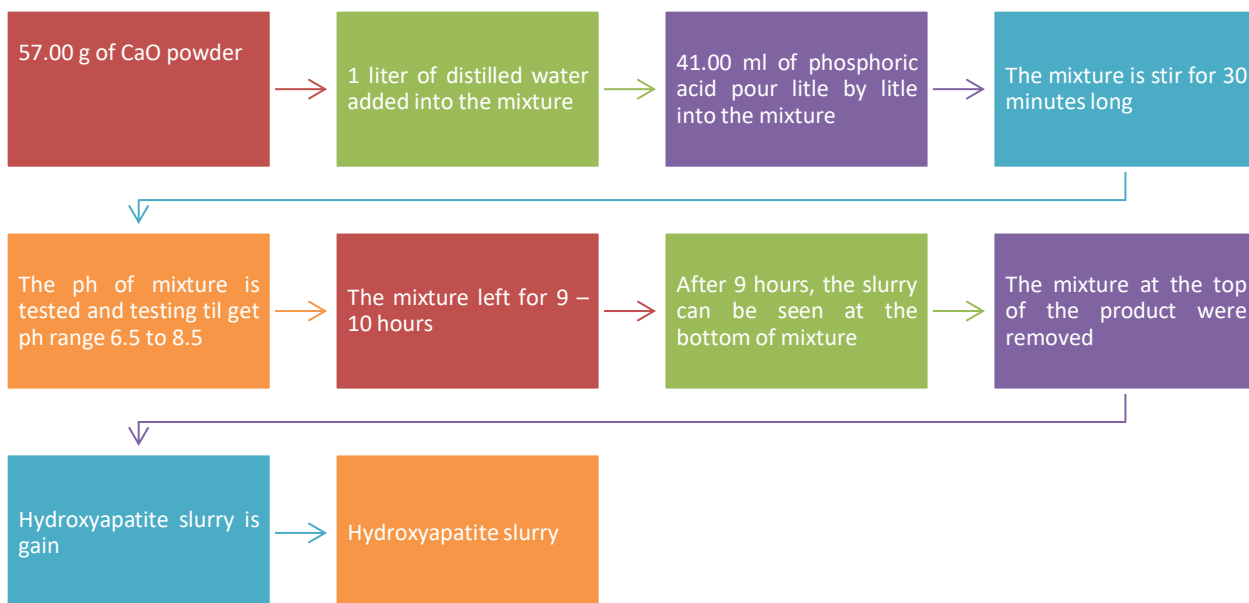 57.00 g of CaO powder
1 liter of distilled water
added into the mixture
41.00 ml of phosphoric
acid pour litle by litle
into the mixture
The mixture is stir for 30
minutes long
The ph of mixture is
tested and testing til get
ph range 6.5 to 8.5
The mixture left for 9 –
10 hours
After 9 hours, the slurry
can be seen at the
bottom of mixture
The mixture at the top
of the product were
removed
Hydroxyapatite slurry is
gain
Hydroxyapatite slurry